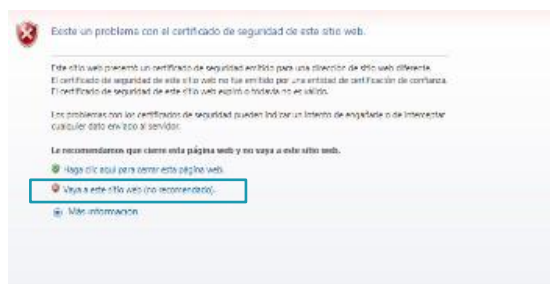 Existe un problema con el certificado de seguridad de este sitio web.
Este sitio web presentó un certificado de seguridad emitido para una dirección de sitio web diferente.
El certificado de seguridad de este sitio web no fue emitido por una entidad de certificación de confianza.
El certificado de seguridad de este sitio web expiró o todavía no es válido.
Los problemas con los certificados de seguridad pueden indicar un intento de engañarle o de interceptar
cualquier dato enviado al servidor.
Le recomendamos que cierre esta página web y no vaya a este sitio web.
Haga clic aquí para cerrar esta página web.
Vaya a este sitio web (no recomendado).
Más información